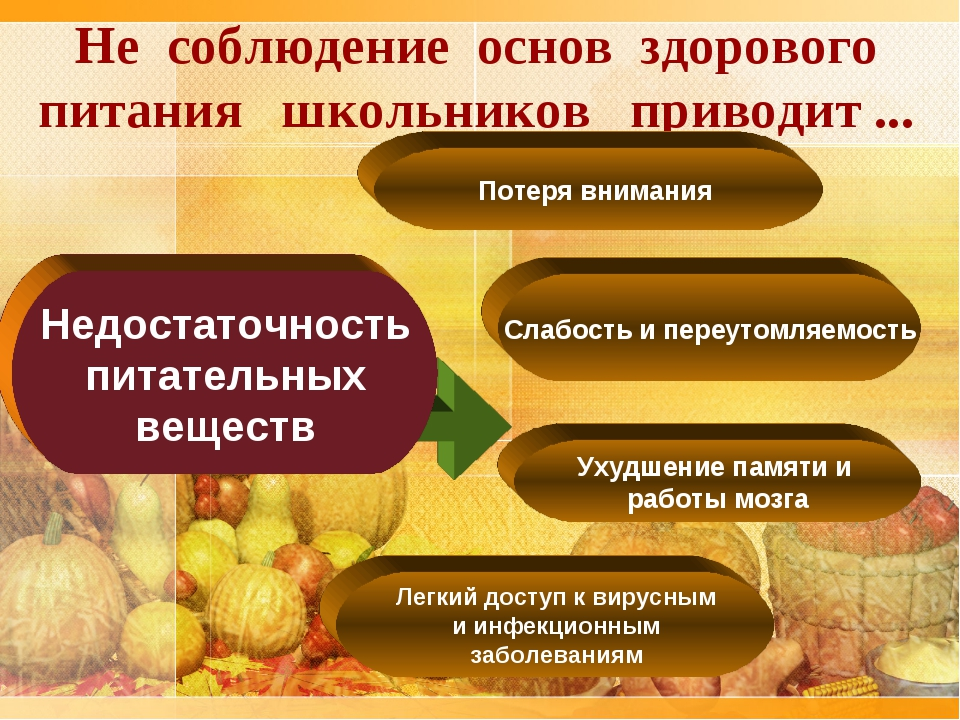 Не соблюдение основ здорового
питания школьников приводит ...
Потеря внимания
Недостаточность
питательных
веществ
Слабость и переутомляемость
Ухудшение памяти и
работы мозга
Легкий доступ к вирусным
и инфекционным
заболеваниям